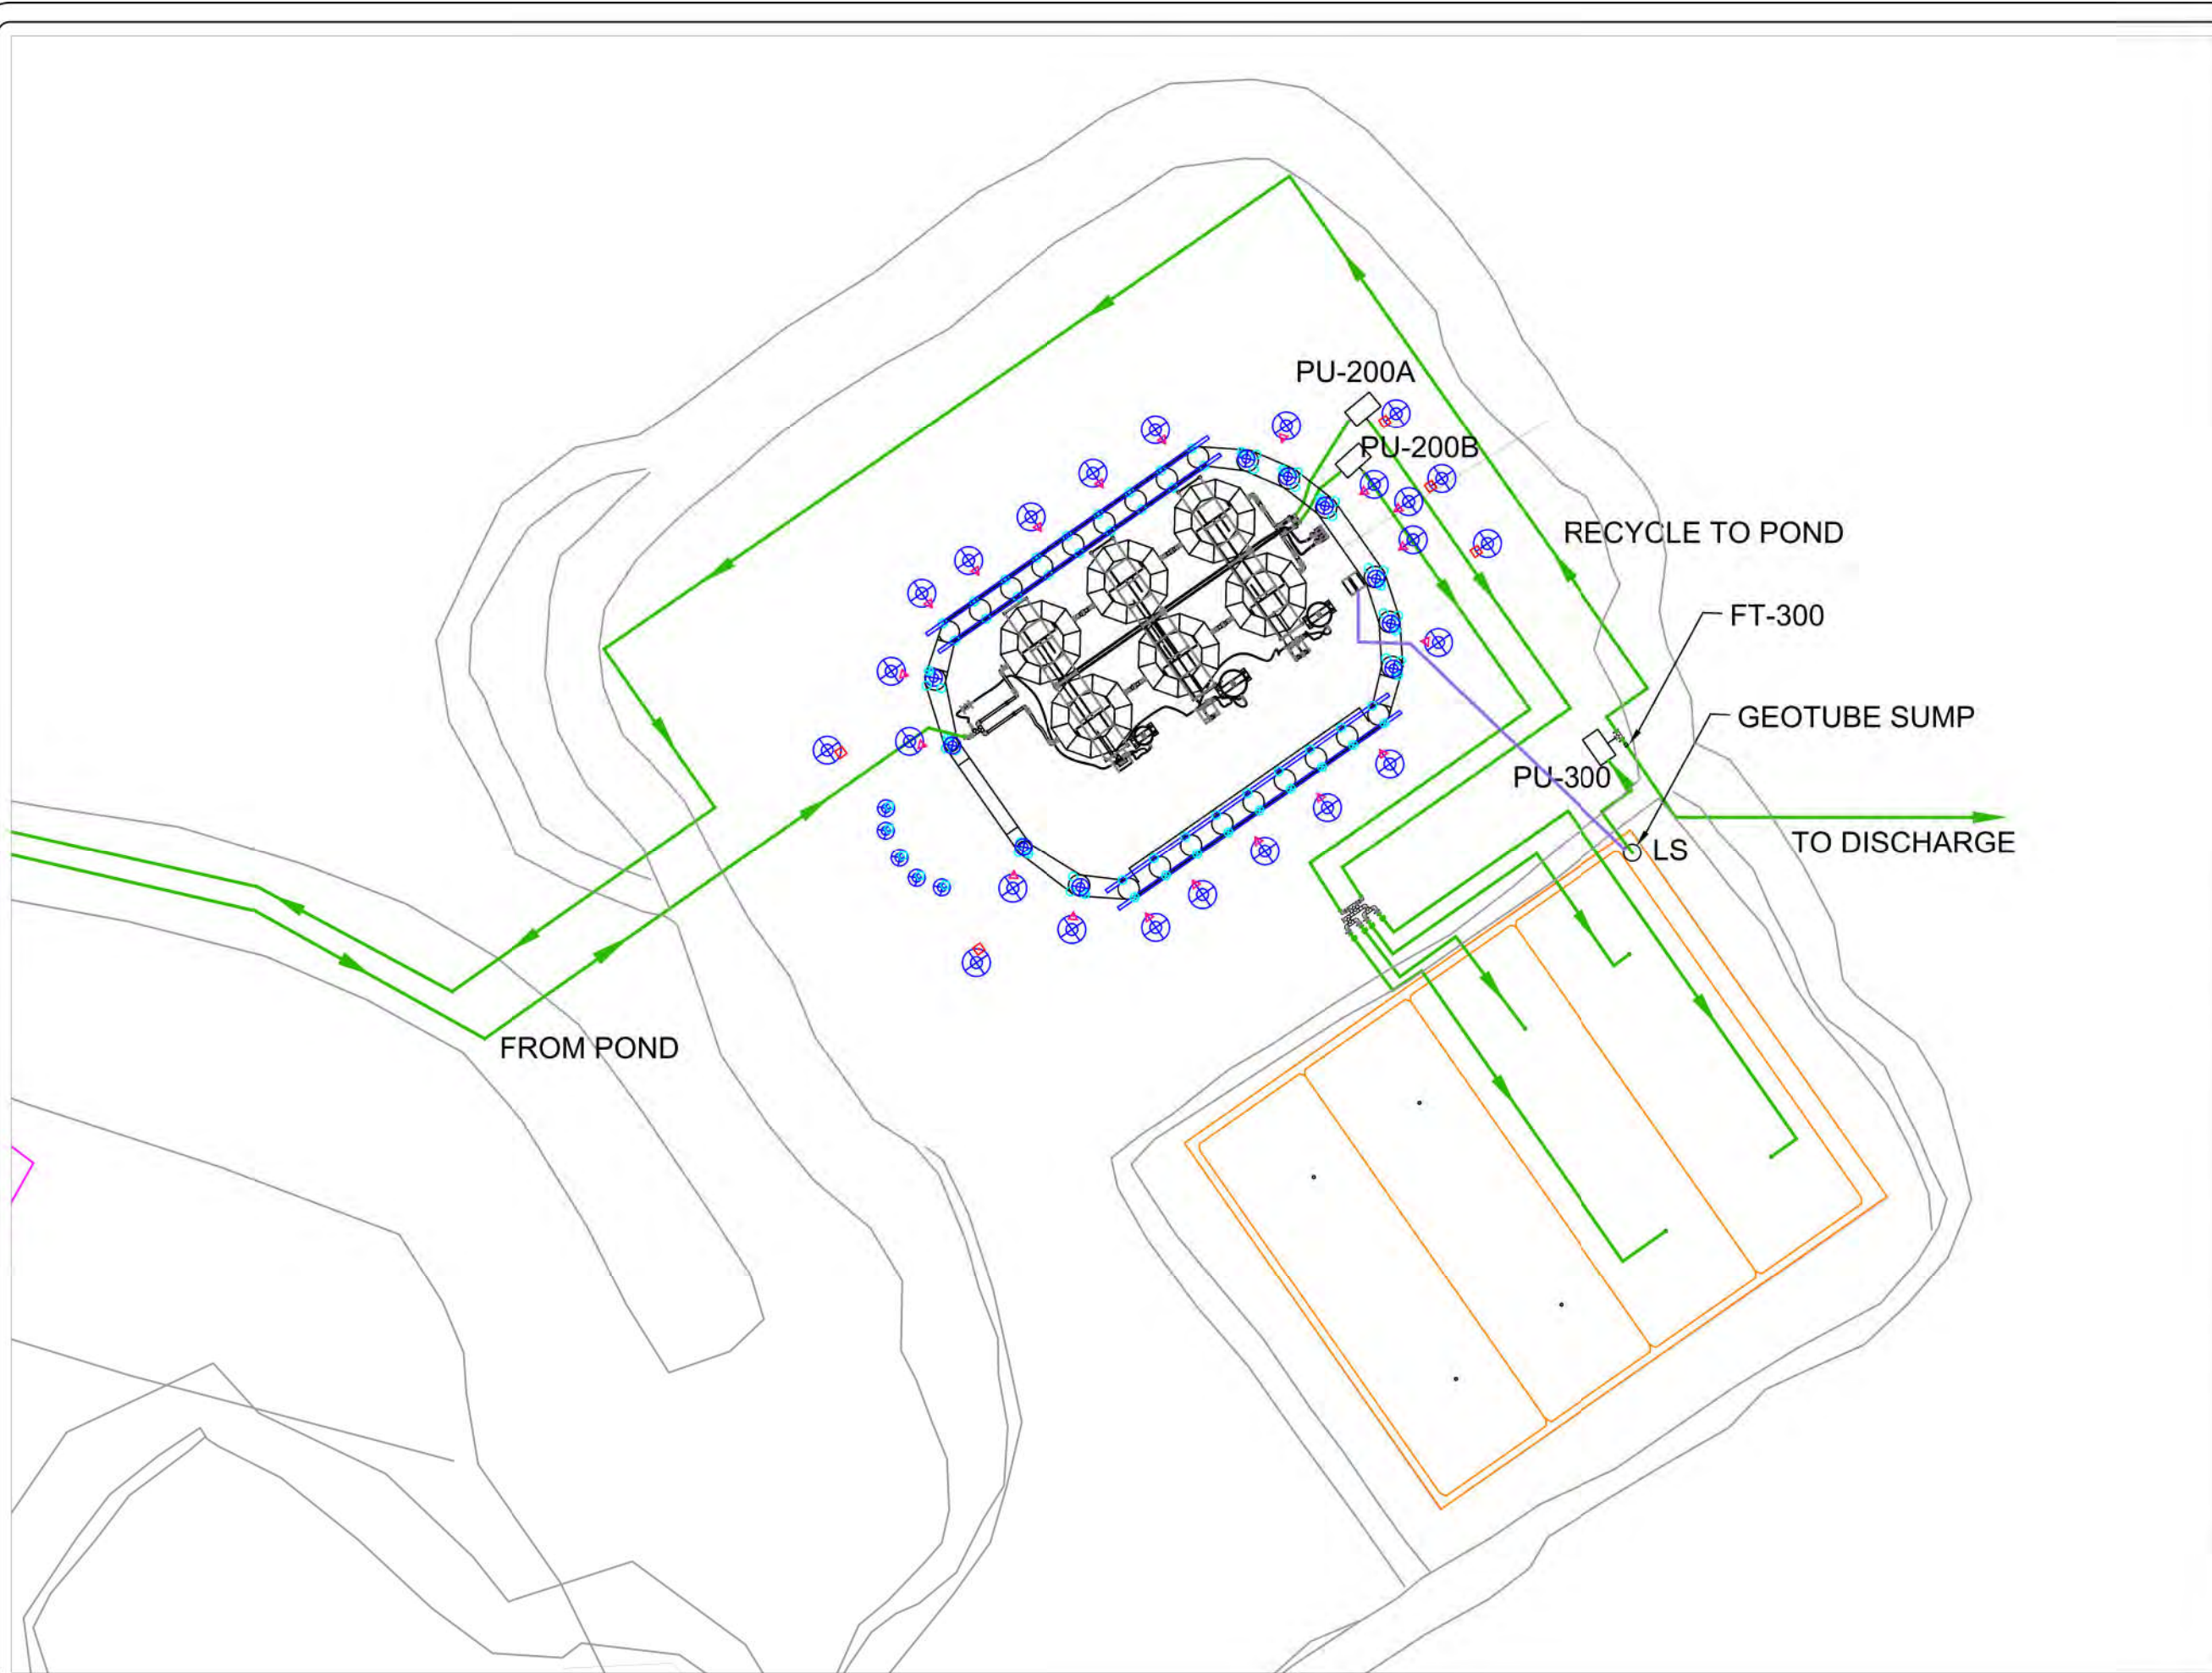 PU-200A
PU-200B
RECYCLE TO POND
FT-300
GEOTUBE SUMP
PU-300
TO DISCHARGE
LS
FROM POND